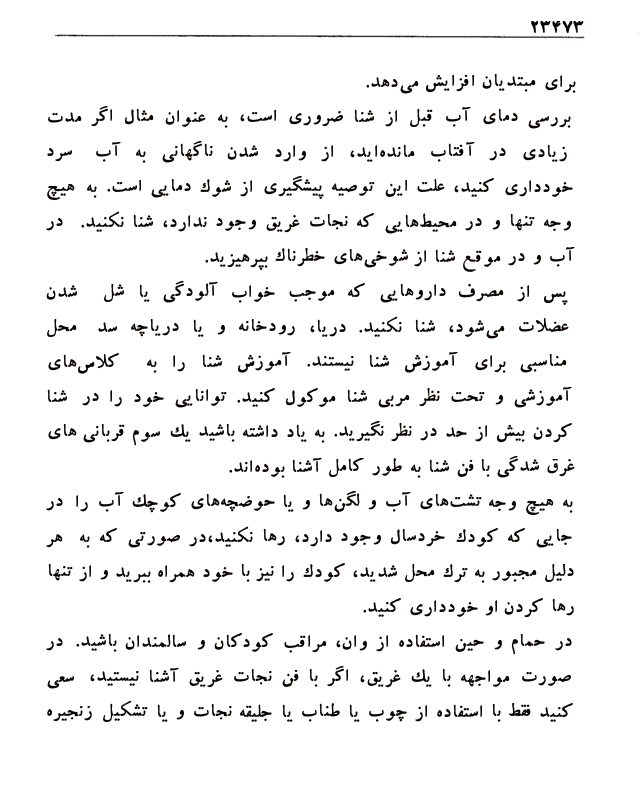 ۲۳۴۷۳
برای مبتدیان افزایش می‌دهد.
بررسی دمای آب قبل از شنا ضروری است، به عنوان مثال اگر مدت
زیادی در آفتاب مانده‌اید، از وارد شدن ناگهانی به آب سرد
خودداری کنید، علت این توصیه پیشگیری از شوك دمایی است. به هیچ
وجه تنها و در محیط‌هایی که نجات غریق وجود ندارد، شنا نکنید. در
آب و در موقع شنا از شوخی‌های خطرناك بپرهیزید.
پس از مصرف داروهایی که موجب خواب آلودگی یا شل شدن
عضلات می‌شود، شنا نکنید. دریا، رودخانه و یا دریاچه سد محل
مناسبی برای آموزش شنا نیستند. آموزش شنا را به کلاس‌های
آموزشی و تحت نظر مربی شنا موکول کنید. توانایی خود را در شنا
کردن بیش از حد در نظر نگیرید. به یاد داشته باشید یك سوم قربانی های
غرق شدگی با فن شنا به طور کامل آشنا بوده‌اند.
به هیچ وجه تشت‌های آب و لگن‌ها و یا حوضچه‌های کوچك آب را در
جایی که کودك خردسال وجود دارد، رها نکنید،در صورتی که به هر
دلیل مجبور به ترك محل شدید، کودك را نیز با خود همراه ببرید و از تنها
رها کردن او خودداری کنید.
در حمام و حین استفاده از وان، مراقب کودکان و سالمندان باشید. در
صورت مواجهه با یك غریق، اگر با فن نجات غریق آشنا نیستید، سعی
کنید فقط با استفاده از چوب یا طناب یا جلیقه نجات و یا تشکیل زنجیره